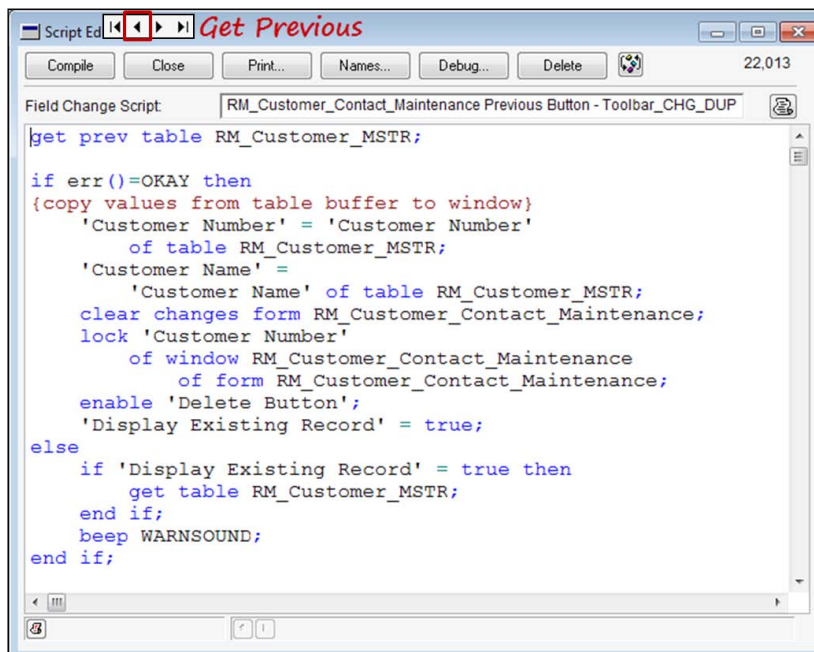 Script Ed
Get Previous
Compile Close Print... Names... Debug... Delete 22,013
Field Change Script: RM_Customer_Contact_Maintenance Previous Button - Toolbar_CHG_DUP
get prev table RM_Customer_MSTR;
if err()=OKAY then
{copy values from table buffer to window}
'Customer Number' = 'Customer Number'
of table RM_Customer_MSTR;
'Customer Name' =
'Customer Name' of table RM_Customer_MSTR;
clear changes form RM_Customer_Contact_Maintenance;
lock 'Customer Number'
of window RM_Customer_Contact_Maintenance
of form RM_Customer_Contact_Maintenance;
enable 'Delete Button';
'Display Existing Record' = true;
else
if 'Display Existing Record' = true then
get table RM_Customer_MSTR;
end if;
beep WARNSOUND;
end if;